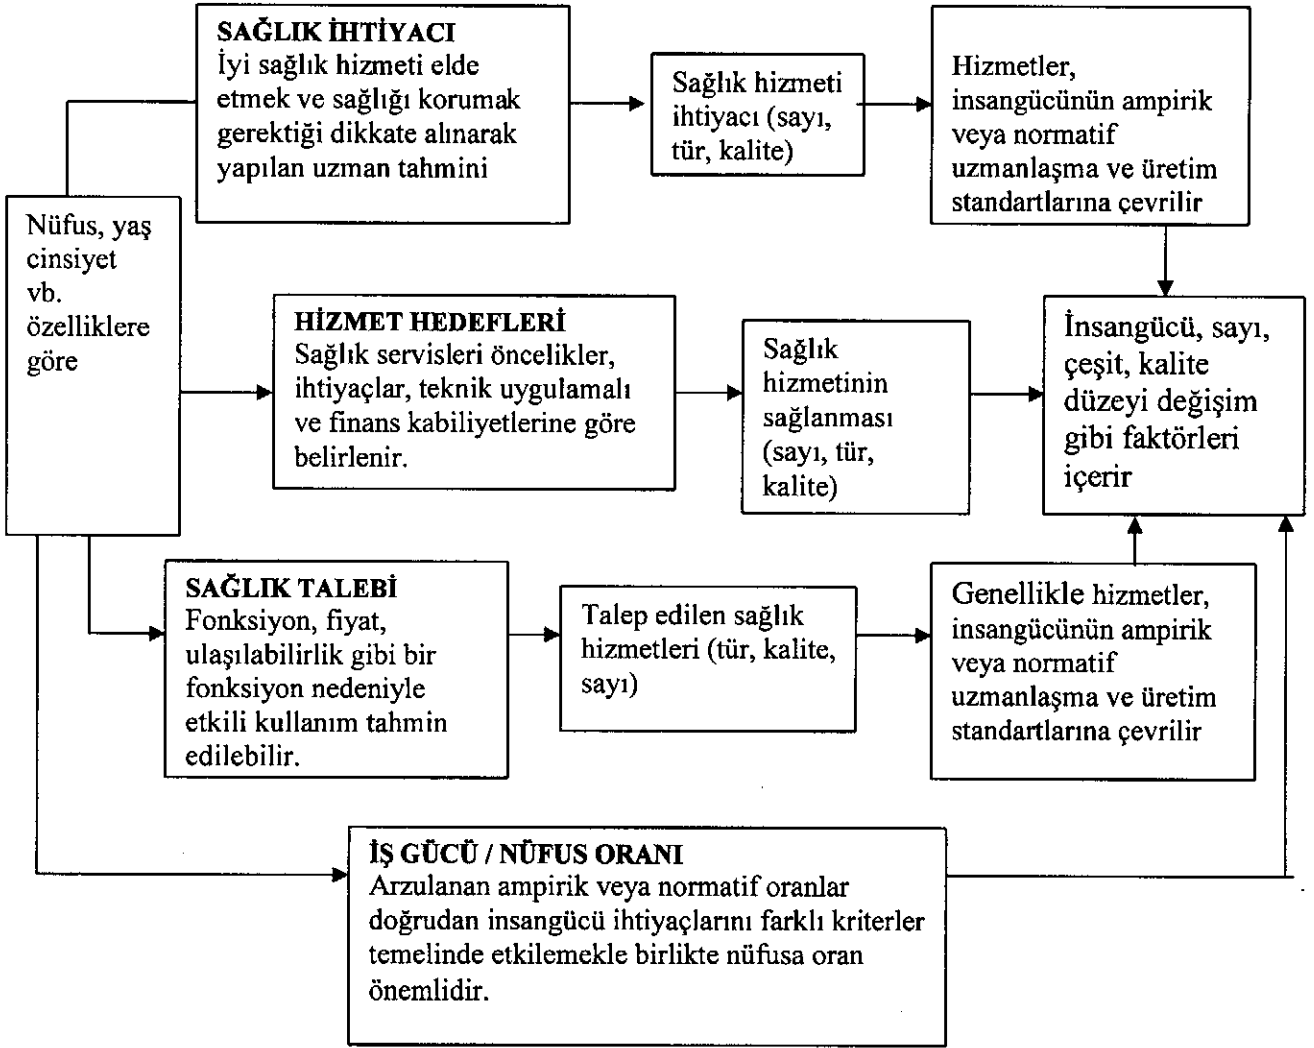 SAĞLIK İHTİYACI
İyi sağlık hizmeti elde
etmek ve sağlığı korumak
gerektiği dikkate alınarak
yapılan uzman tahmini
Sağlık hizmeti
ihtiyacı (sayı,
tür, kalite)
Hizmetler,
insangücünün ampirik
veya normatif
uzmanlaşma ve üretim
standartlarına çevrilir
Nüfus, yaş
cinsiyet
vb.
özelliklere
göre
HİZMET HEDEFLERİ
Sağlık servisleri öncelikler,
ihtiyaçlar, teknik uygulamalı
ve finans kabiliyetlerine göre
belirlenir.
Sağlık
hizmetinin
sağlanması
(sayı, tür,
kalite)
İnsangücü, sayı,
çeşit, kalite
düzeyi değişim
gibi faktörleri
içerir
SAĞLIK TALEBİ
Fonksiyon, fiyat,
ulaşılabilirlik gibi bir
fonksiyon nedeniyle
etkili kullanım tahmin
edilebilir.
Talep edilen sağlık
hizmetleri (tür, kalite,
sayı)
Genellikle hizmetler,
insangücünün ampirik
veya normatif
uzmanlaşma ve üretim
standartlarına çevrilir
İŞ GÜCÜ / NÜFUS ORANI
Arzulanan ampirik veya normatif oranlar
doğrudan insangücü ihtiyaçlarını farklı kriterler
temelinde etkilemekle birlikte nüfusa oran
önemlidir.